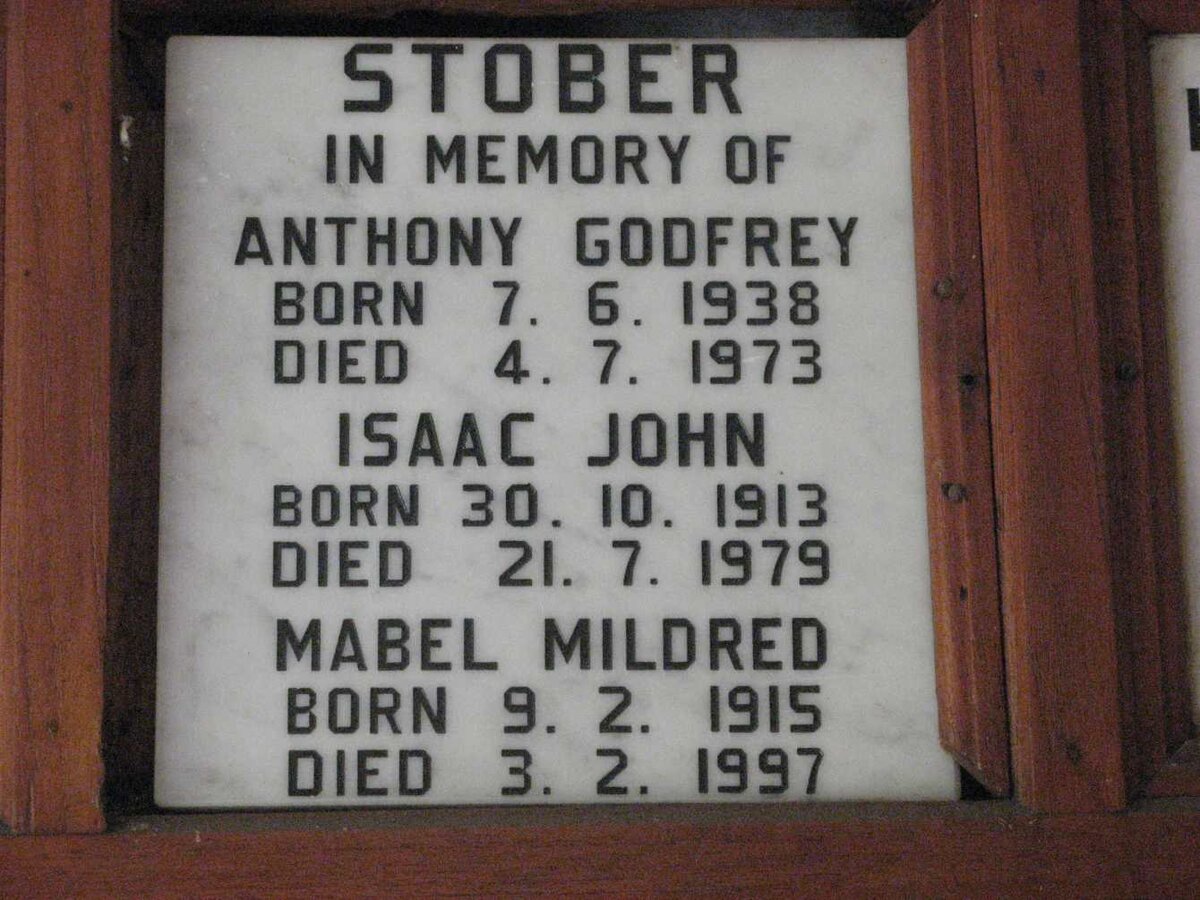 STOBER
IN MEMORY OF
ANTHONY GODFREY
BORN 7. 6. 1938
DIED 4. 7. 1973
ISAAC JOHN
BORN 30. 10. 1913
DIED 21. 7. 1979
MABEL MILDRED
BORN 9. 2. 1915
DIED 3. 2. 1997